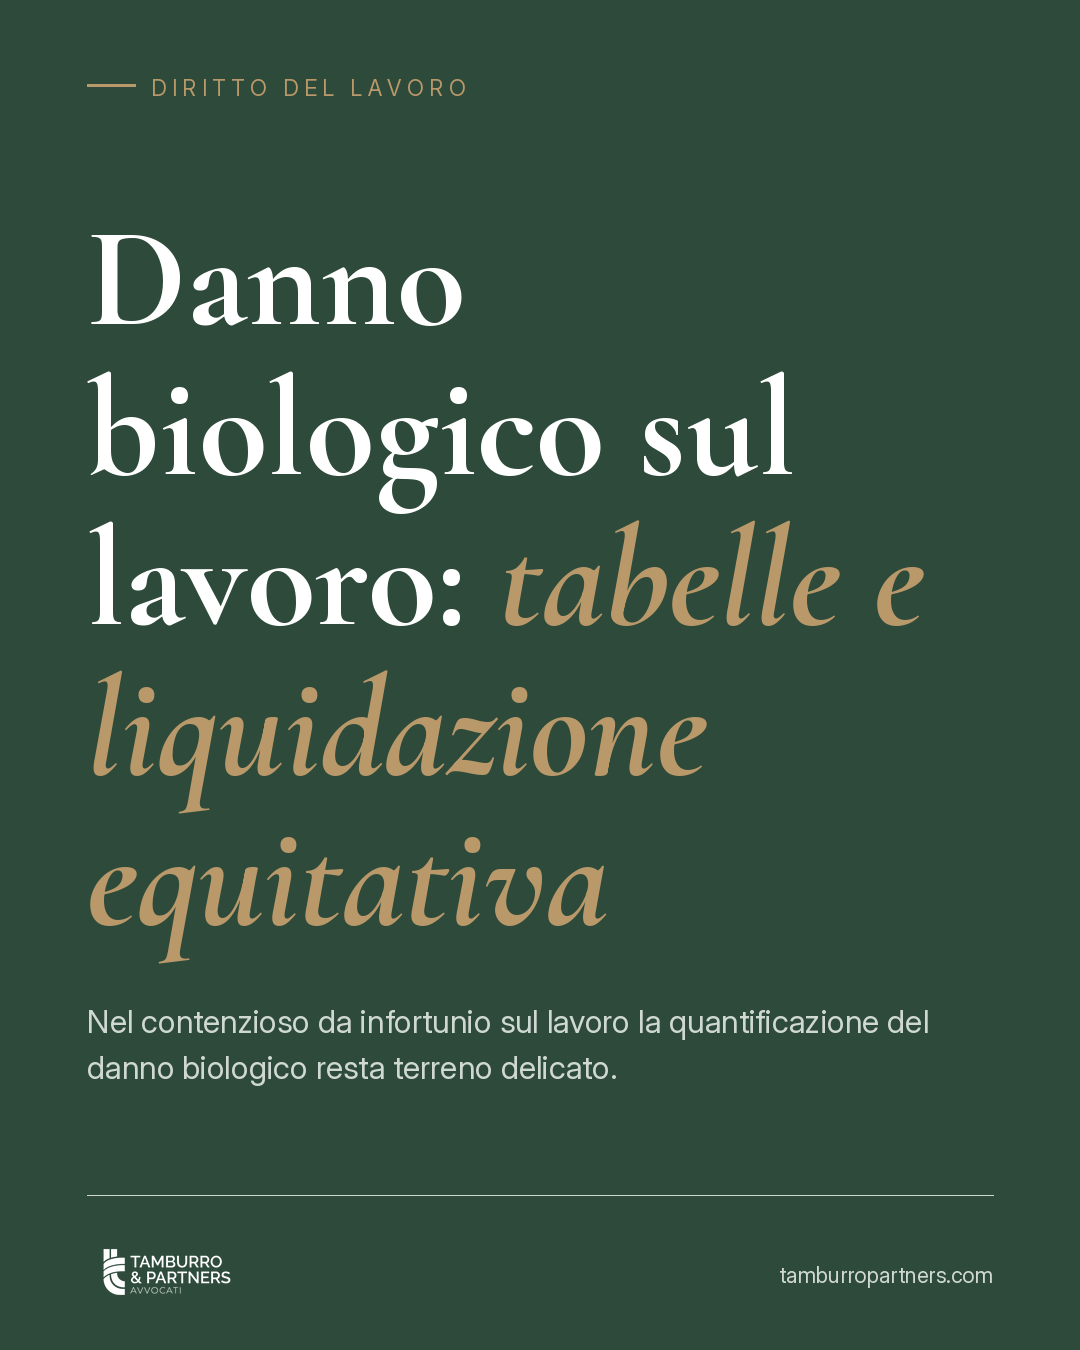 DIRITTO DEL LAVORO
Danno
biologico sul
lavoro: tabelle e
liquidazione
equitativa
Nel contenzioso da infortunio sul lavoro la quantificazione del
danno biologico resta terreno delicato.
TAMBURRO
& PARTNERS
AVVOCATI
tamburropartners.com